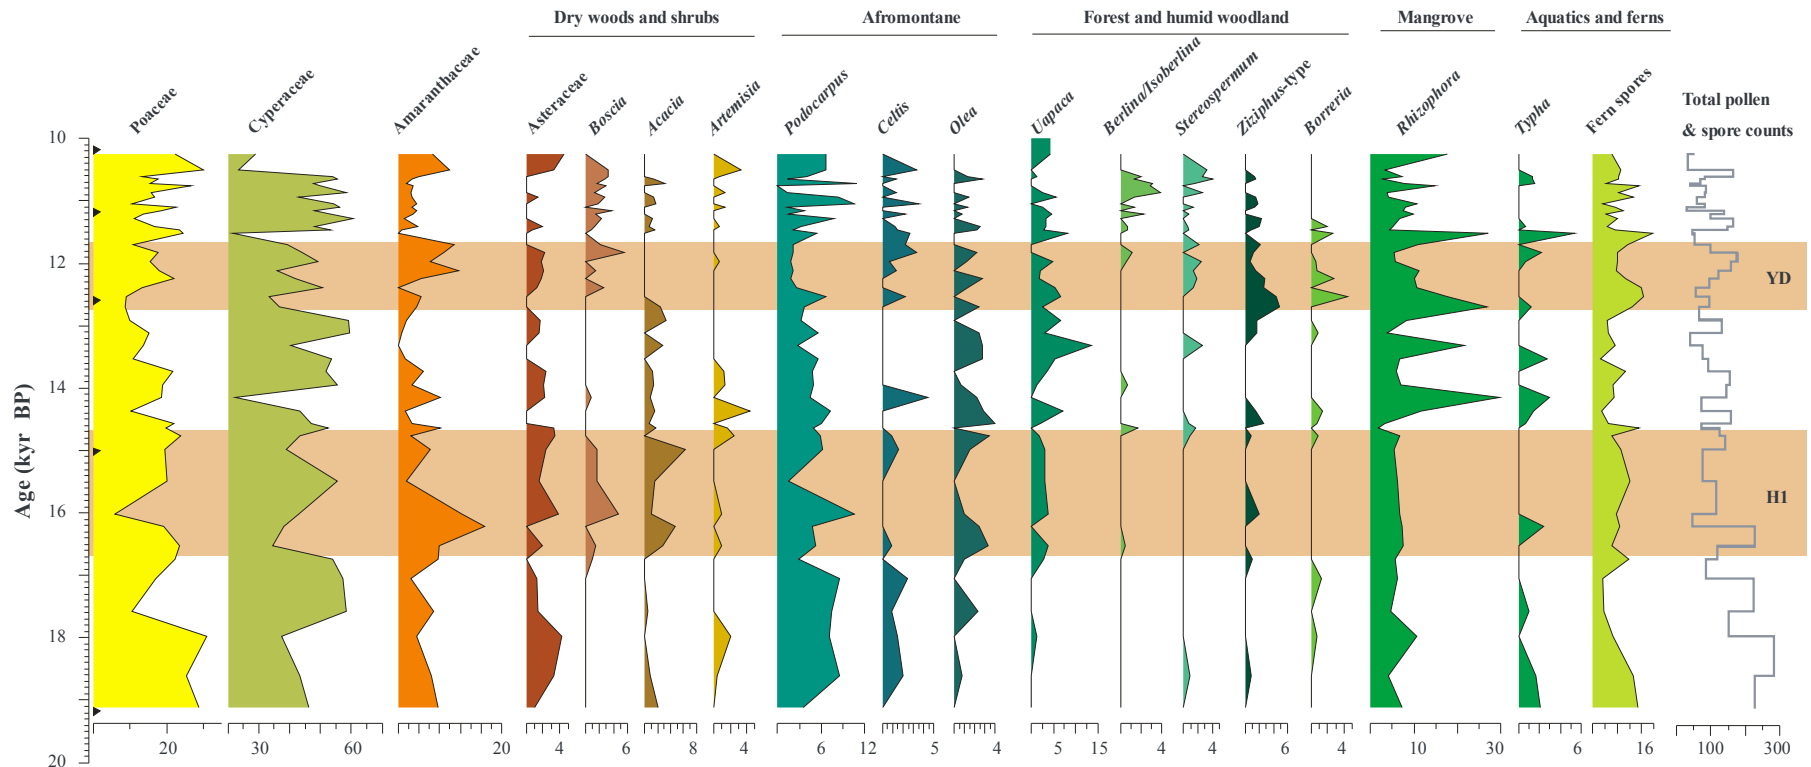 Dry woods and shrubs Afromontane Forest and humid woodland Mangrove Aquatics and ferns
Poaceae Cyperaceae Amaranthaceae Asteraceae Boscia Acacia Artemisia Podocarpus Celtis Olea Uapaca Berlina/Isoberlina Stereospermum Ziziphus-type Borreria Rhizophora Typha Fern spores Total pollen
& spore counts
10
12
YD
14
Age (kyr BP)
H1
16
18
20
20 30 60 20 4 6 8 4 6 12 5 4 5 15 4 4 6 4 10 30 6 16 100 300